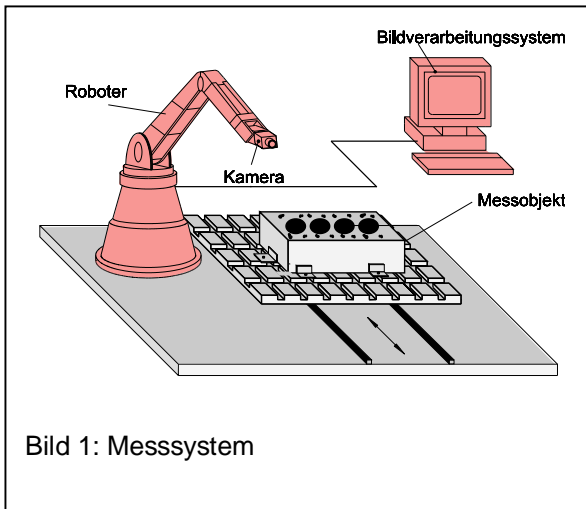 Bildverarbeitungssystem
Roboter
Kamera
Messobjekt
Bild 1: Messsystem